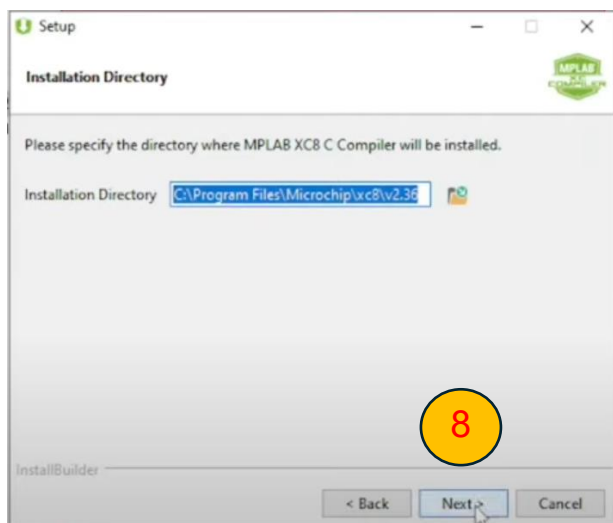 Setup
Installation Directory
MPLAB
XC
COMPILER
Please specify the directory where MPLAB XC8 C Compiler will be installed.
Installation Directory C:\Program Files\Microchip\xc8\v2.36
8
InstallBuilder
< Back Next > Cancel